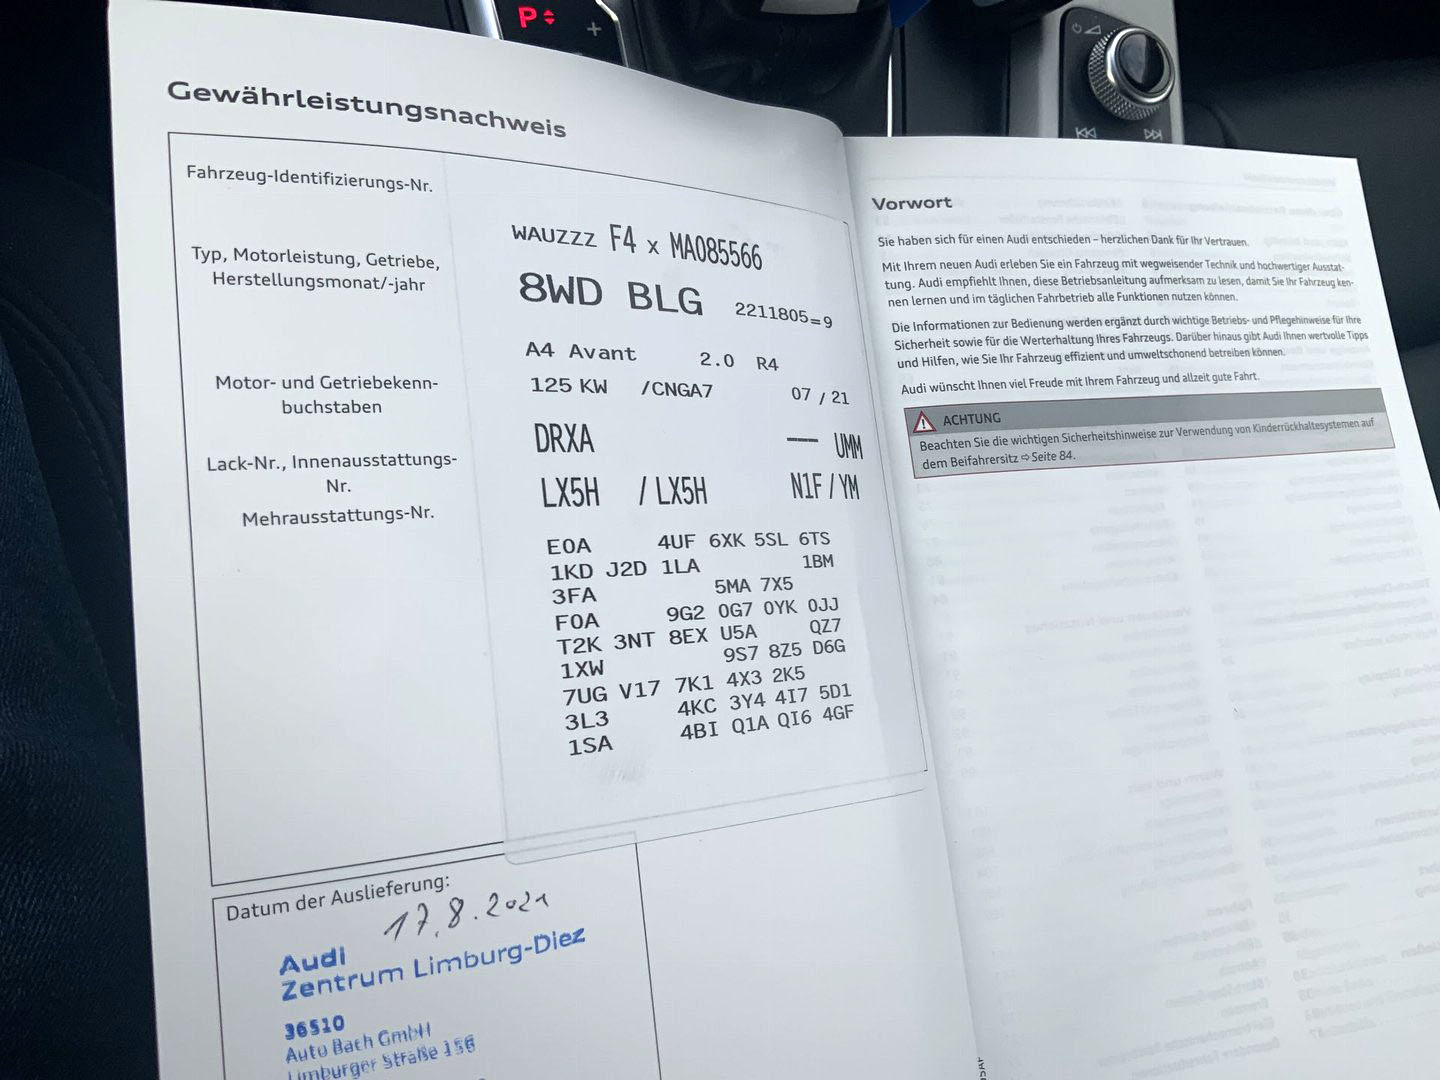 P
+
Gewährleistungsnachweis
Fahrzeug-Identifizierungs-Nr.
WAUZZZ F4 x MA085566
Typ, Motorleistung, Getriebe,
Herstellungsmonat/-jahr
8WD BLG 2211805=9
A4 Avant 2.0 R4
125 KW /CNGA7 07 / 21
Motor- und Getriebekenn-
buchstaben
DRXA --- UMM
Lack-Nr., Innenausstattungs-
Nr.
LX5H / LX5H N1F / YM
Mehrausstattungs-Nr.
E0A 4UF 6XK 5SL 6TS
1KD J2D 1LA 1BM
3FA 5MA 7X5
F0A 9G2 0G7 0YK 0JJ
T2K 3NT 8EX U5A QZ7
1XW 9S7 8Z5 D6G
7UG V17 7K1 4X3 2K5
3L3 4KC 3Y4 4I7 5D1
1SA 4BI Q1A QI6 4GF
Datum der Auslieferung:
17.8.2021
Audi
Zentrum Limburg-Diez
36510
Auto Bach GmbH
Limburger Straße 156
Vorwort
Sie haben sich für einen Audi entschieden – herzlichen Dank für Ihr Vertrauen.
Mit Ihrem neuen Audi erleben Sie ein Fahrzeug mit wegweisender Technik und hochwertiger Ausstat-
tung. Audi empfiehlt Ihnen, diese Betriebsanleitung aufmerksam zu lesen, damit Sie Ihr Fahrzeug ken-
nen lernen und im täglichen Fahrbetrieb alle Funktionen nutzen können.
Die Informationen zur Bedienung werden ergänzt durch wichtige Betriebs- und Pflegehinweise für Ihre
Sicherheit sowie für die Werterhaltung Ihres Fahrzeugs. Darüber hinaus gibt Audi Ihnen wertvolle Tipps
und Hilfen, wie Sie Ihr Fahrzeug effizient und umweltschonend betreiben können.
Audi wünscht Ihnen viel Freude mit Ihrem Fahrzeug und allzeit gute Fahrt.
ACHTUNG
Beachten Sie die wichtigen Sicherheitshinweise zur Verwendung von Kinderrückhaltesystemen auf
dem Beifahrersitz ⇨ Seite 84.